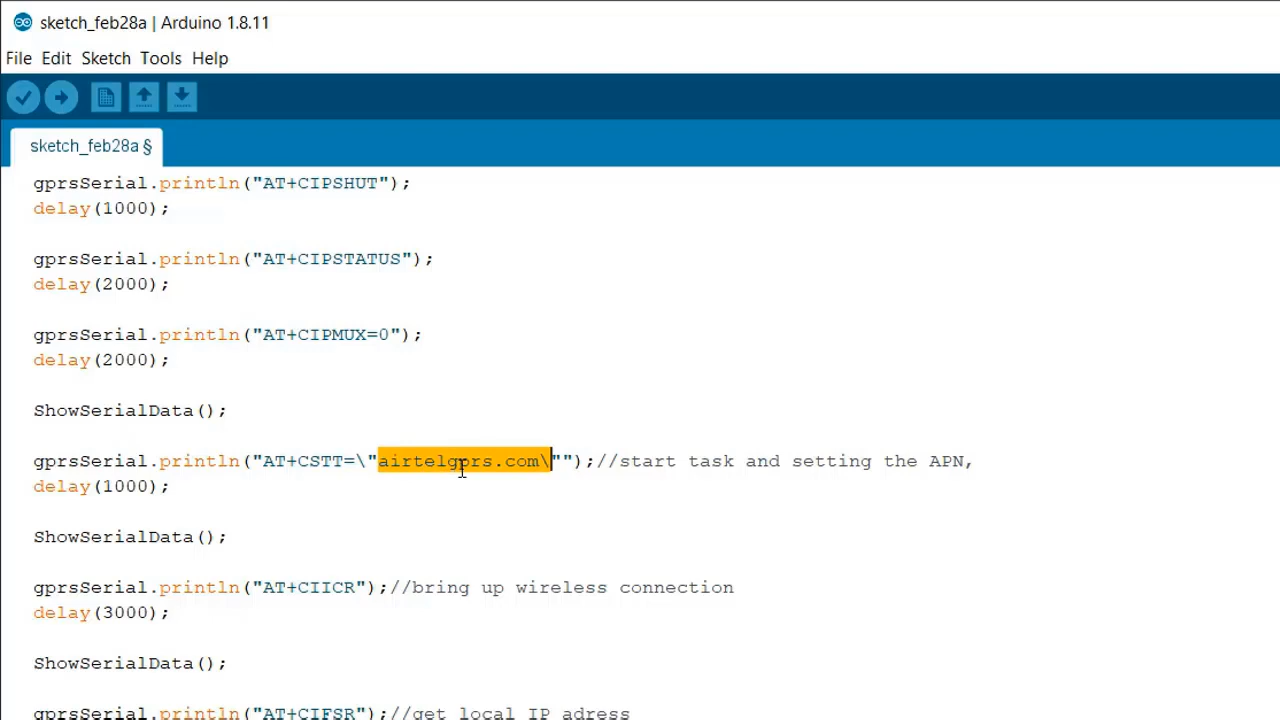 sketch_feb28a | Arduino 1.8.11
File Edit Sketch Tools Help
sketch_feb28a §
gprsSerial.println("AT+CIPSHUT");
delay(1000);
gprsSerial.println("AT+CIPSTATUS");
delay(2000);
gprsSerial.println("AT+CIPMUX=0");
delay(2000);
ShowSerialData();
gprsSerial.println("AT+CSTT=\"airtelgprs.com\"");//start task and setting the APN,
delay(1000);
ShowSerialData();
gprsSerial.println("AT+CIICR");//bring up wireless connection
delay(3000);
ShowSerialData();
gprsSerial.println("AT+CIFSR");//get local IP adress